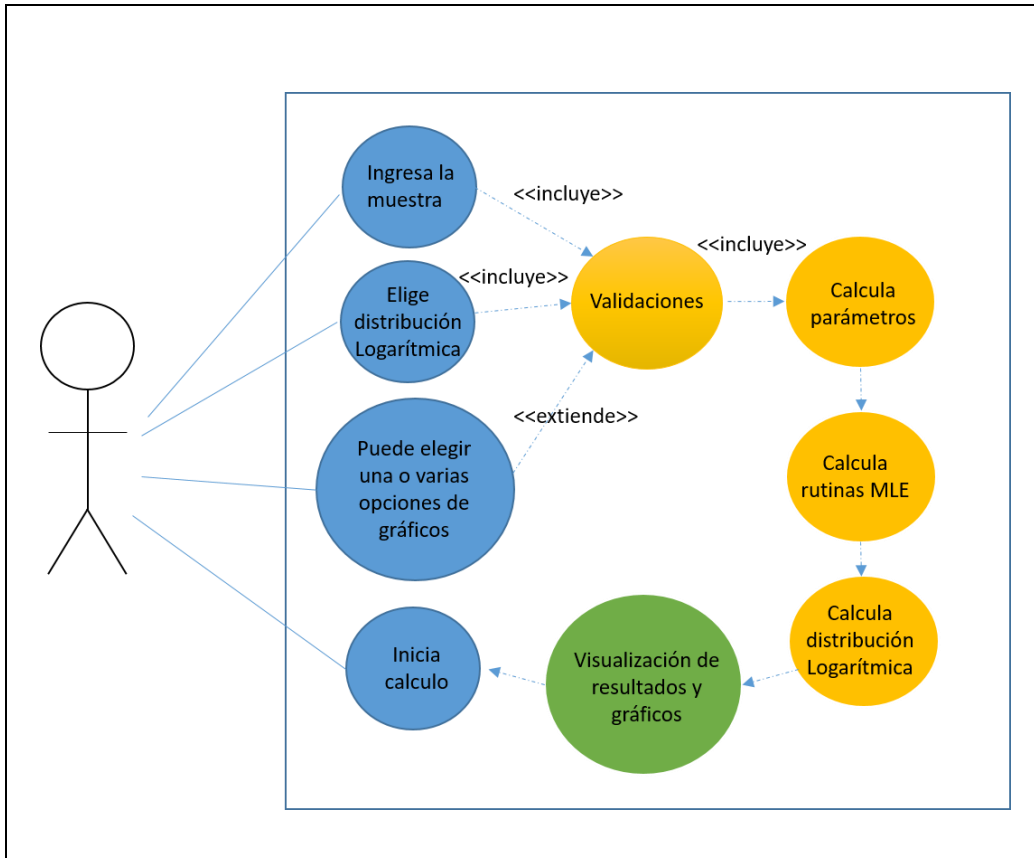 Ingresa la
muestra
<<incluye>>
<<incluye>>
Elige
distribución
Logarítmica
<<incluye>>
Validaciones
Calcula
parámetros
<<extiende>>
Puede elegir
una o varias
opciones de
gráficos
Calcula
rutinas MLE
Inicia
calculo
Visualización de
resultados y
gráficos
Calcula
distribución
Logarítmica